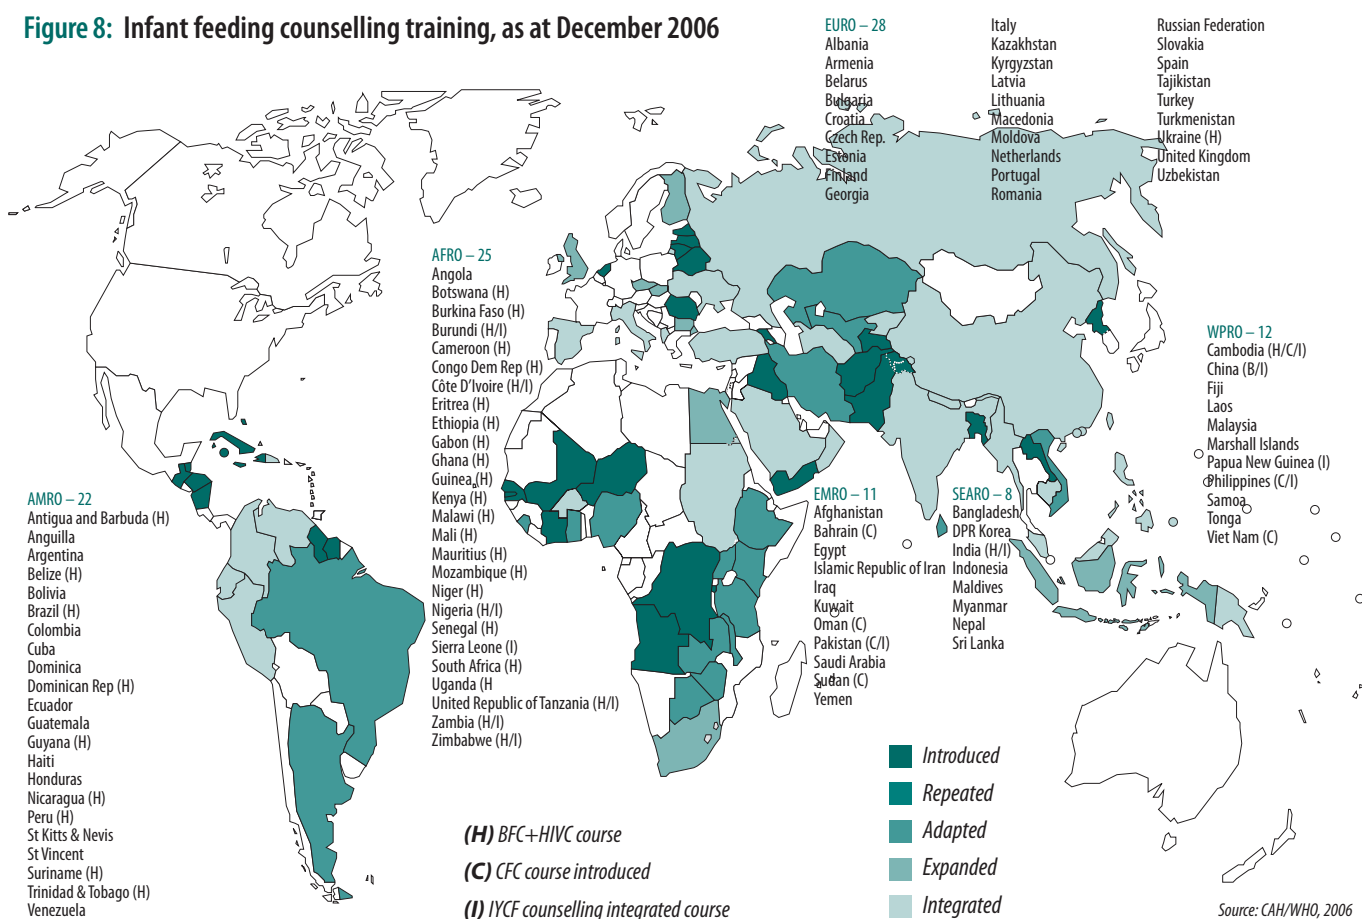 Figure 8: Infant feeding counselling training, as at December 2006
EURO – 28
Albania
Armenia
Belarus
Bulgaria
Croatia
Czech Rep.
Estonia
Finland
Georgia
Italy
Kazakhstan
Kyrgyzstan
Latvia
Lithuania
Macedonia
Moldova
Netherlands
Portugal
Romania
Russian Federation
Slovakia
Spain
Tajikistan
Turkey
Turkmenistan
Ukraine (H)
United Kingdom
Uzbekistan
AFRO – 25
Angola
Botswana (H)
Burkina Faso (H)
Burundi (H/I)
Cameroon (H)
Congo Dem Rep (H)
Côte D'Ivoire (H/I)
Eritrea (H)
Ethiopia (H)
Gabon (H)
Ghana (H)
Guinea (H)
Kenya (H)
Malawi (H)
Mali (H)
Mauritius (H)
Mozambique (H)
Niger (H)
Nigeria (H/I)
Senegal (H)
Sierra Leone (I)
South Africa (H)
Uganda (H
United Republic of Tanzania (H/I)
Zambia (H/I)
Zimbabwe (H/I)
WPRO – 12
Cambodia (H/C/I)
China (B/I)
Fiji
Laos
Malaysia
Marshall Islands
Papua New Guinea (I)
Philippines (C/I)
Samoa
Tonga
Viet Nam (C)
AMRO – 22
Antigua and Barbuda (H)
Anguilla
Argentina
Belize (H)
Bolivia
Brazil (H)
Colombia
Cuba
Dominica
Dominican Rep (H)
Ecuador
Guatemala
Guyana (H)
Haiti
Honduras
Nicaragua (H)
Peru (H)
St Kitts & Nevis
St Vincent
Suriname (H)
Trinidad & Tobago (H)
Venezuela
EMRO – 11
Afghanistan
Bahrain (C)
Egypt
Islamic Republic of Iran
Iraq
Kuwait
Oman (C)
Pakistan (C/I)
Saudi Arabia
Sudan (C)
Yemen
SEARO – 8
Bangladesh
DPR Korea
India (H/I)
Indonesia
Maldives
Myanmar
Nepal
Sri Lanka
Introduced
Repeated
Adapted
Expanded
Integrated
(H) BFC+HIVC course
(C) CFC course introduced
(I) IYCF counselling integrated course
Source: CAH/WHO, 2006